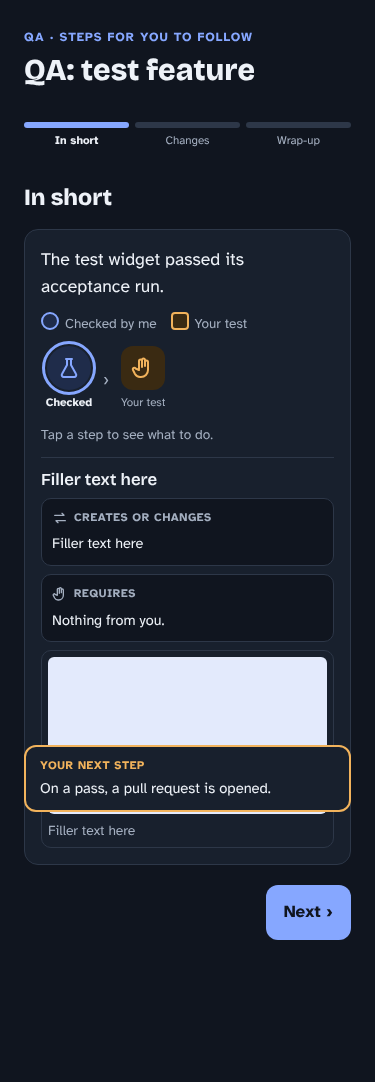 QA · STEPS FOR YOU TO FOLLOW
QA: test feature
In short
Changes
Wrap-up
In short
The test widget passed its
acceptance run.
Checked by me
Your test
Checked
Your test
Tap a step to see what to do.
Filler text here
CREATES OR CHANGES
Filler text here
REQUIRES
Nothing from you.
YOUR NEXT STEP
On a pass, a pull request is opened.
Filler text here
Next ›